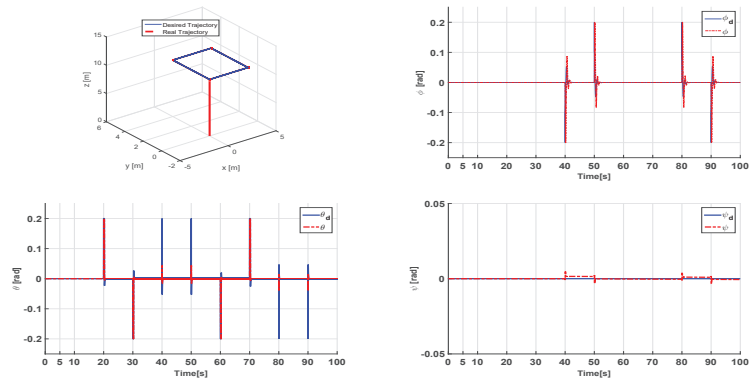 Desired Trajectory
Real Trajectory
15
10
5
0
z [m]
6
4
2
0
-2
y [m]
-5
0
5
x [m]
0.2
0.1
0
-0.1
-0.2
ϕ [rad]
ϕd
ϕ
0 5 10 20 30 40 50 60 70 80 90 100
Time[s]
0.2
0.1
0
-0.1
-0.2
θ [rad]
θd
θ
0 5 10 20 30 40 50 60 70 80 90 100
Time[s]
0.05
0
-0.05
ψ [rad]
ψd
ψ
0 5 10 20 30 40 50 60 70 80 90 100
Time[s]